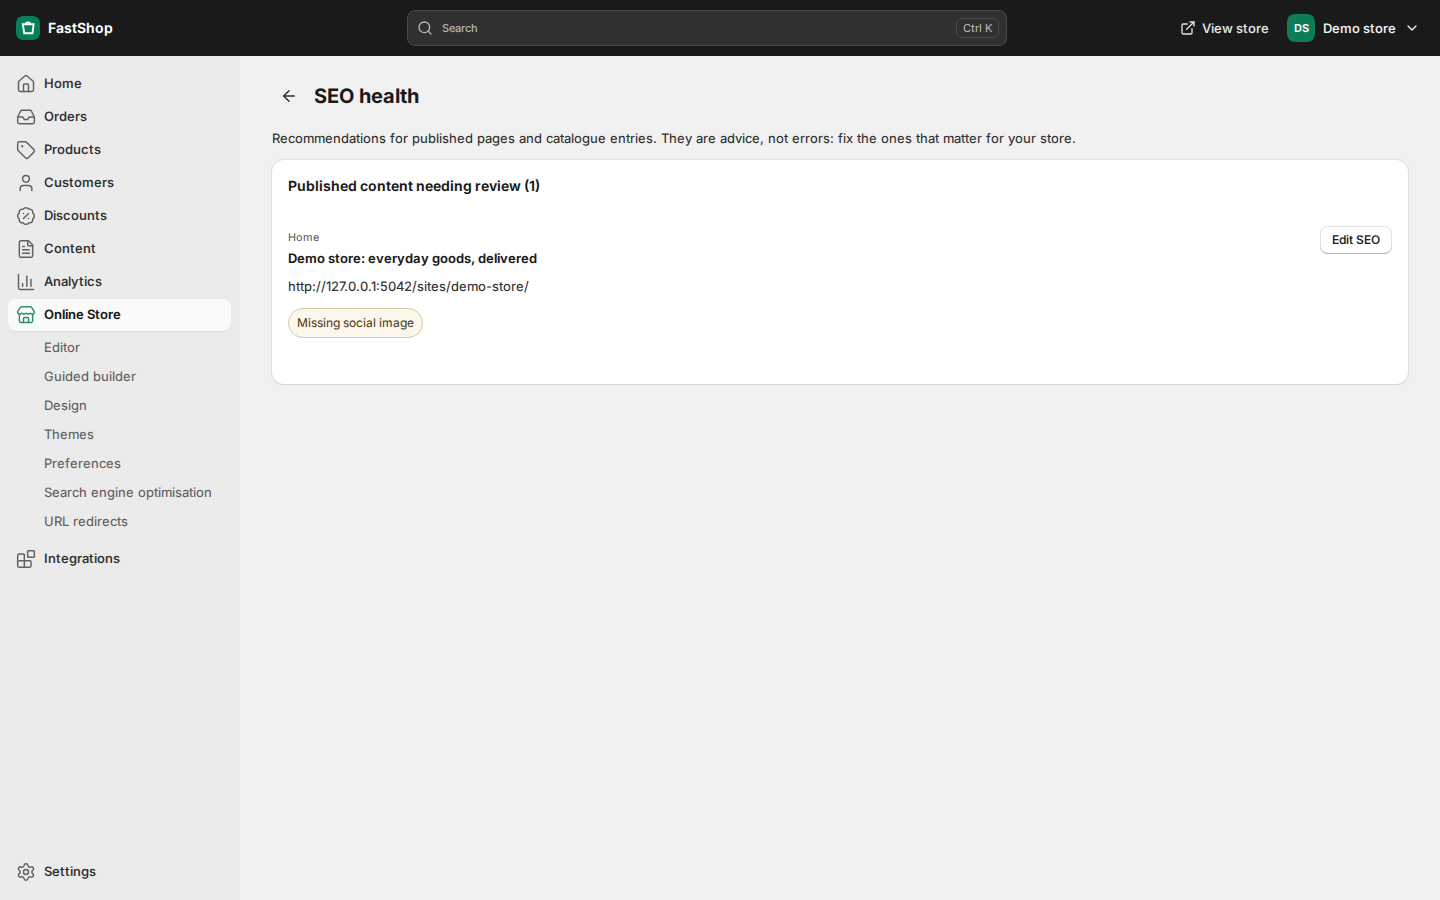 FastShop
Search
Ctrl K
View store
DS
Demo store
Home
Orders
Products
Customers
Discounts
Content
Analytics
Online Store
Editor
Guided builder
Design
Themes
Preferences
Search engine optimisation
URL redirects
Integrations
Settings
SEO health
Recommendations for published pages and catalogue entries. They are advice, not errors: fix the ones that matter for your store.
Published content needing review (1)
Home
Edit SEO
Demo store: everyday goods, delivered
http://127.0.0.1:5042/sites/demo-store/
Missing social image